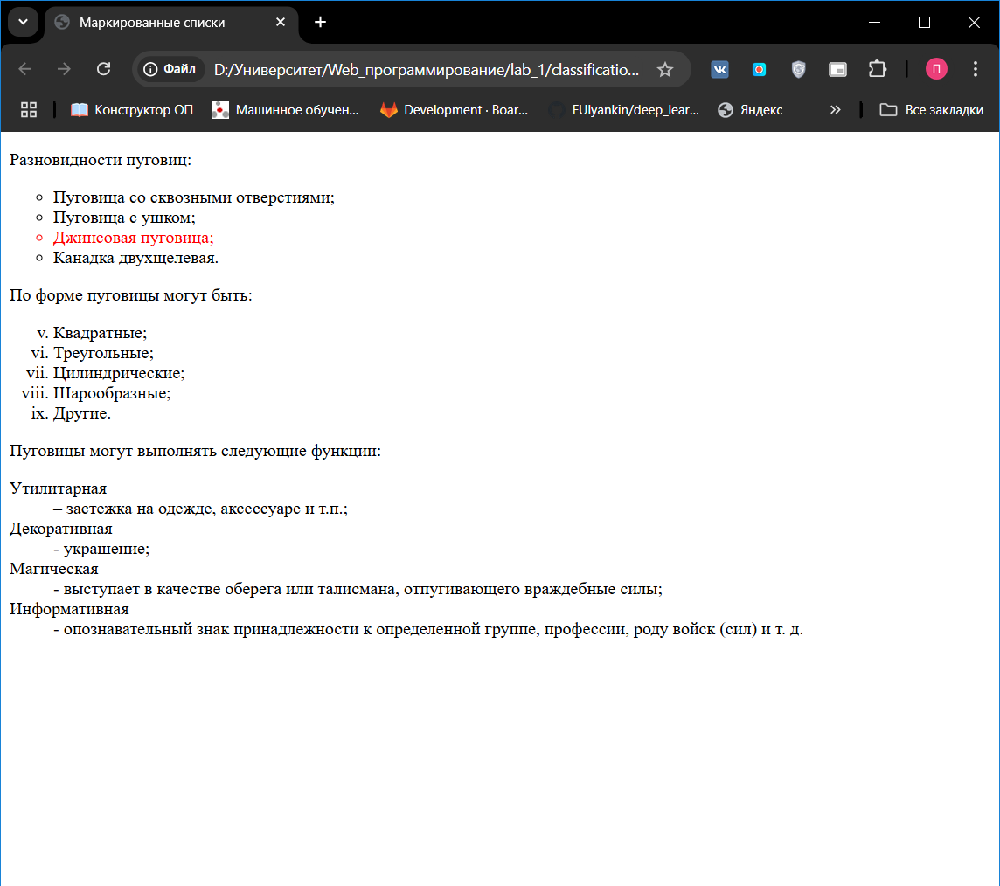 Маркированные списки
Файл D:/Университет/Web_программирование/lab_1/classificatio...
Конструктор ОП Машинное обучен... Development · Boar... FUlyankin/deep_lear... Яндекс Все закладки
Разновидности пуговиц:
Пуговица со сквозными отверстиями;
Пуговица с ушком;
Джинсовая пуговица;
Канадка двухщелевая.
По форме пуговицы могут быть:
v. Квадратные;
vi. Треугольные;
vii. Цилиндрические;
viii. Шарообразные;
ix. Другие.
Пуговицы могут выполнять следующие функции:
Утилитарная
– застежка на одежде, аксессуаре и т.п.;
Декоративная
- украшение;
Магическая
- выступает в качестве оберега или талисмана, отпугивающего враждебные силы;
Информативная
- опознавательный знак принадлежности к определенной группе, профессии, роду войск (сил) и т. д.